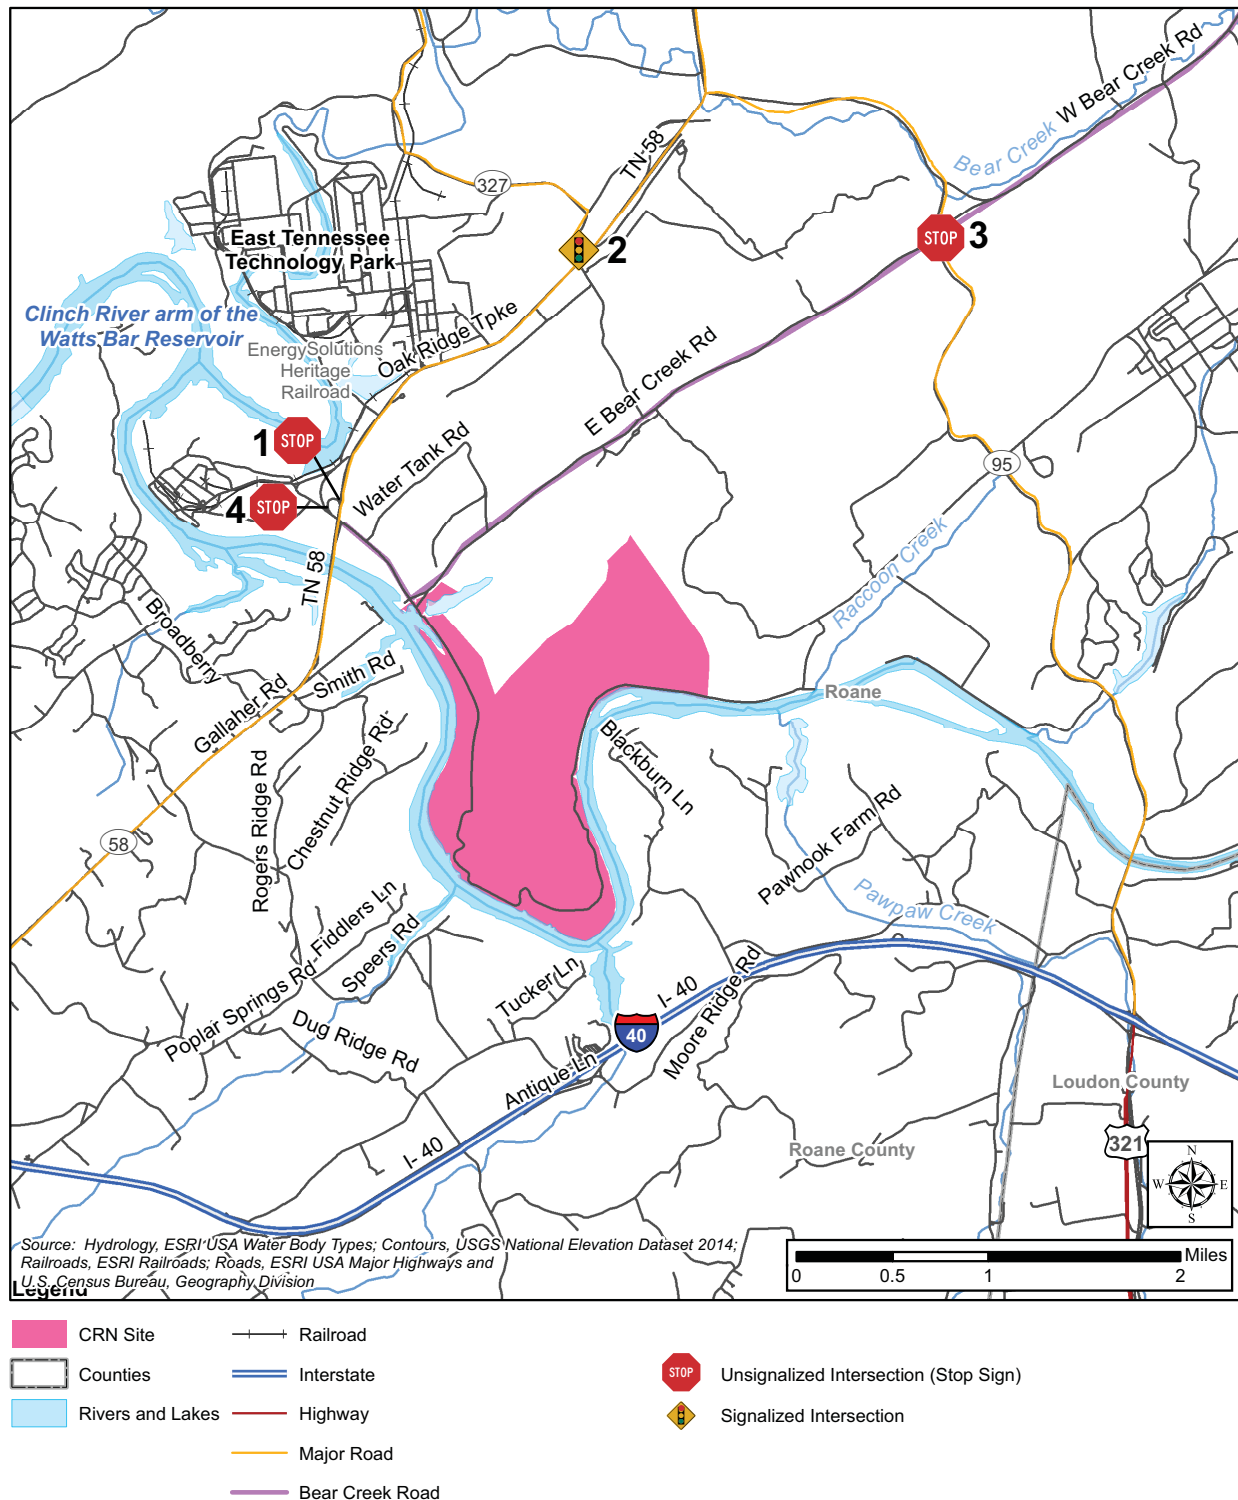 W Bear Creek Rd
Bear Creek
TN-58
327
STOP
3
2
East Tennessee
Technology Park
Clinch River arm of the
Watts Bar Reservoir
EnergySolutions
Heritage
Railroad
Oak Ridge Tpke
E Bear Creek Rd
1
STOP
Water Tank Rd
95
4
STOP
Raccoon Creek
TN 58
Broadberry
Smith Rd
Gallaher Rd
Roane
Blackburn Ln
Chestnut Ridge Rd
Rogers Ridge Rd
58
Pawnook Farm Rd
Fiddlers Ln
Speers Rd
Pawpaw Creek
Poplar Springs Rd
Tucker Ln
I- 40
Moore Ridge Rd
Dug Ridge Rd
40
Antique Ln
Loudon County
I- 40
Roane County
321
N
W
E
S
Source: Hydrology, ESRI USA Water Body Types; Contours, USGS National Elevation Dataset 2014;
Railroads, ESRI Railroads; Roads, ESRI USA Major Highways and
U.S. Census Bureau, Geography Division
Miles
0 0.5 1 2
Legend
CRN Site
Railroad
Counties
Interstate
STOP
Unsignalized Intersection (Stop Sign)
Rivers and Lakes
Highway
Signalized Intersection
Major Road
Bear Creek Road